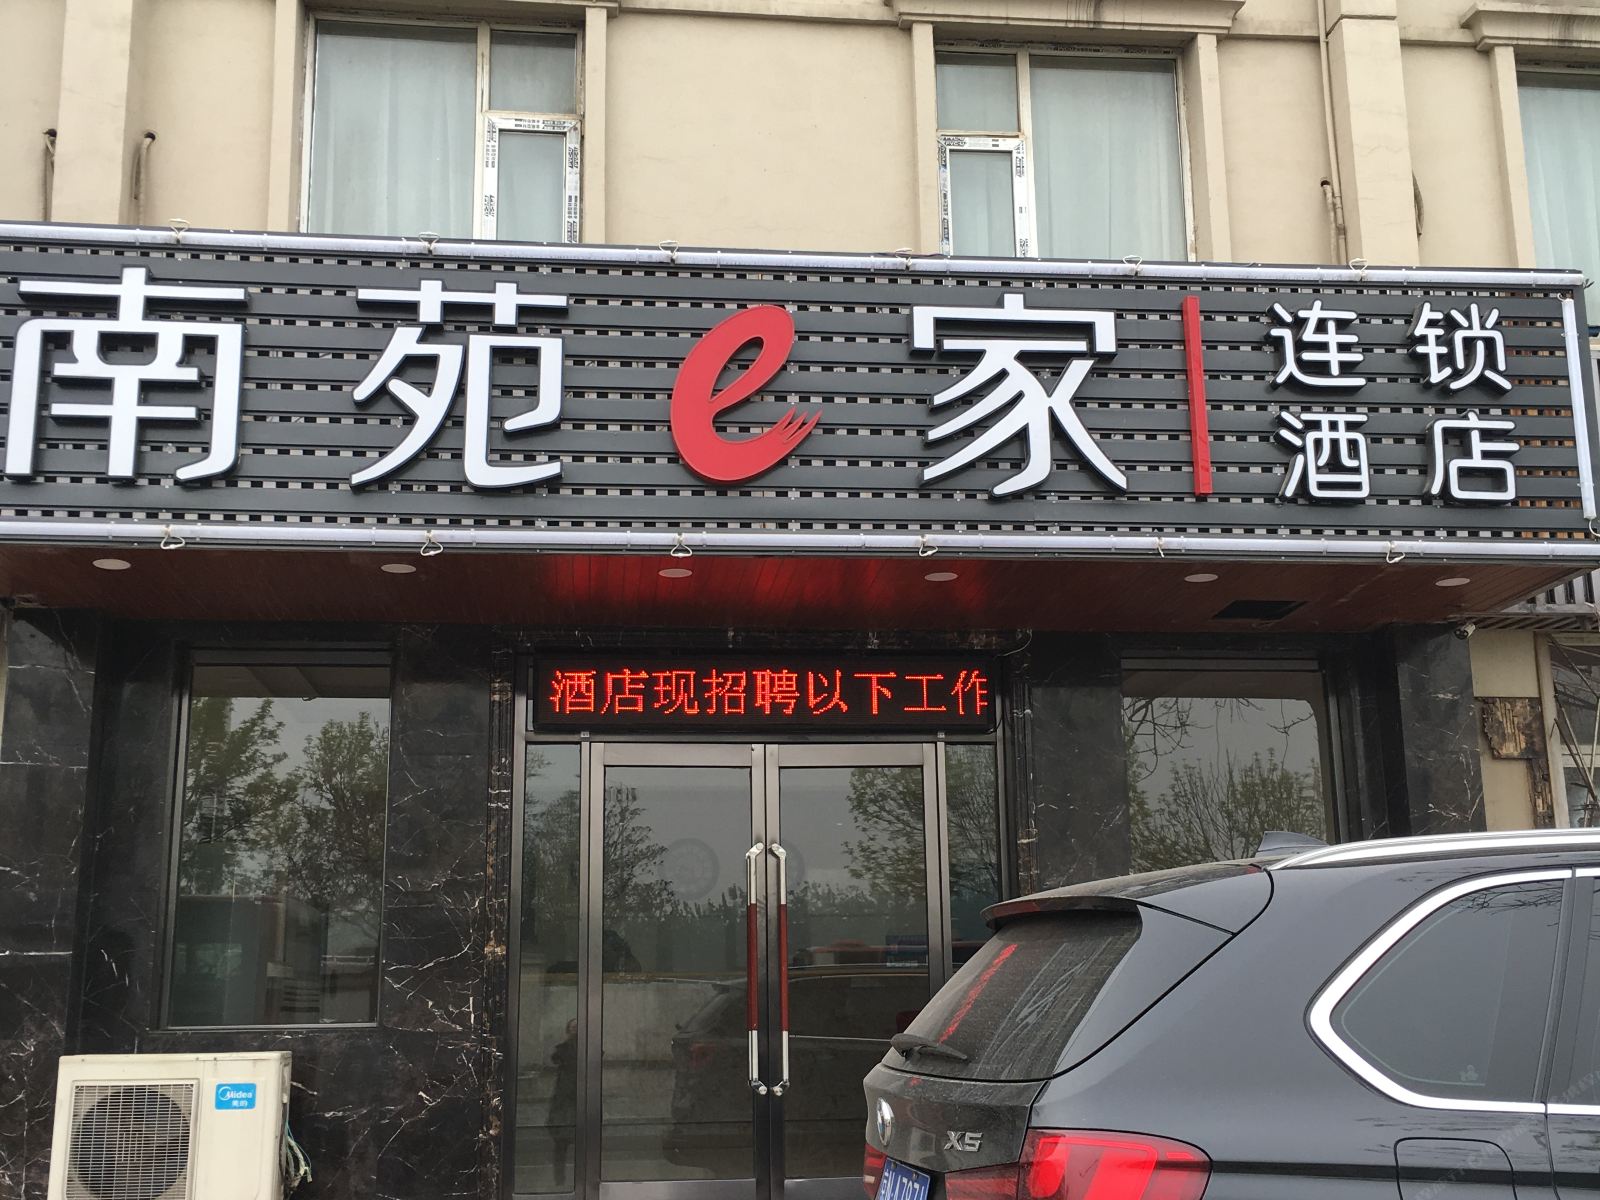 南苑e家 连锁酒店
酒店现招聘以下工作
Midea
美的
X5